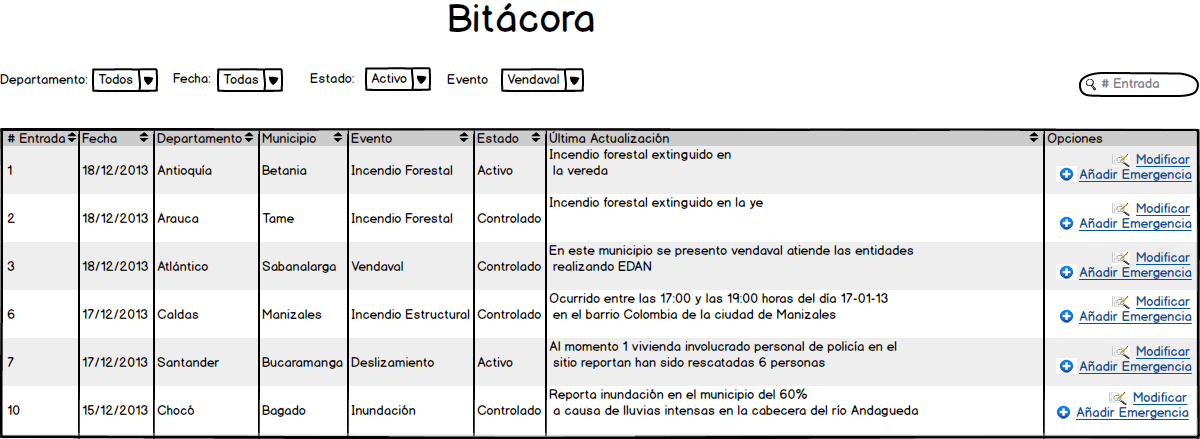 Bitácora
Departamento: Todos Fecha: Todas Estado: Activo Evento Vendaval # Entrada
# Entrada Fecha Departamento Municipio Evento Estado Última Actualización Opciones
1 18/12/2013 Antioquía Betania Incendio Forestal Activo Incendio forestal extinguido en
la vereda
Modificar
Añadir Emergencia
2 18/12/2013 Arauca Tame Incendio Forestal Controlado Incendio forestal extinguido en la ye
Modificar
Añadir Emergencia
3 18/12/2013 Atlántico Sabanalarga Vendaval Controlado En este municipio se presento vendaval atiende las entidades
realizando EDAN
Modificar
Añadir Emergencia
6 17/12/2013 Caldas Manizales Incendio Estructural Controlado Ocurrido entre las 17:00 y las 19:00 horas del día 17-01-13
en el barrio Colombia de la ciudad de Manizales
Modificar
Añadir Emergencia
7 17/12/2013 Santander Bucaramanga Deslizamiento Activo Al momento 1 vivienda involucrado personal de policía en el
sitio reportan han sido rescatadas 6 personas
Modificar
Añadir Emergencia
10 15/12/2013 Chocó Bagado Inundación Controlado Reporta inundación en el municipio del 60%
a causa de lluvias intensas en la cabecera del río Andagueda
Modificar
Añadir Emergencia